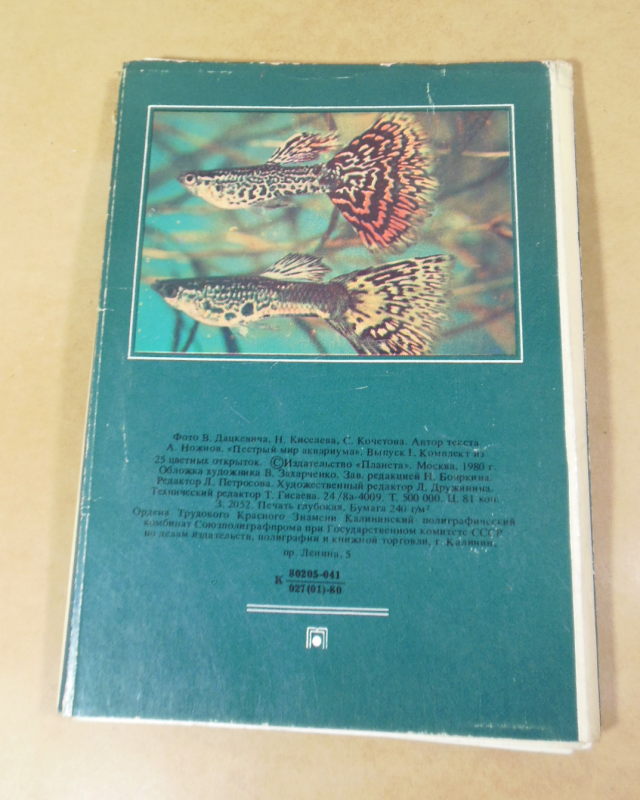 Фото В. Дацкевича, Н. Киселева, С. Кочетова. Автор текста
А. Ножнов. «Пестрый мир аквариума». Выпуск 1. Комплект из
25 цветных открыток. © Издательство «Планета». Москва, 1980 г.
Обложка художника В. Захарченко. Зав. редакцией Н. Бояркина.
Редактор Л. Петросова. Художественный редактор Л. Дружинина.
Технический редактор Т. Гисаева. 24/8а-4009. Т. 500 000. Ц. 81 коп.
З. 2052. Печать глубокая. Бумага 240 г/м²
Ордена Трудового Красного Знамени Калининский полиграфический
комбинат Союзполиграфпрома при Государственном комитете СССР
по делам издательств, полиграфии и книжной торговли, г. Калинин,
пр. Ленина, 5
К 80205-041
027(01)-80